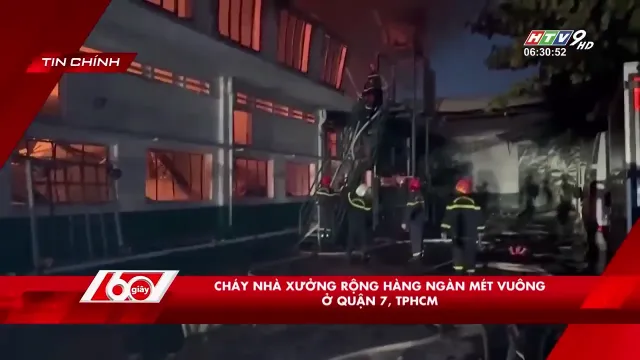 TIN CHÍNH
HTV9 HD
06:30:52
60 giây
CHÁY NHÀ XƯỞNG RỘNG HÀNG NGÀN MÉT VUÔNG
Ở QUẬN 7, TPHCM